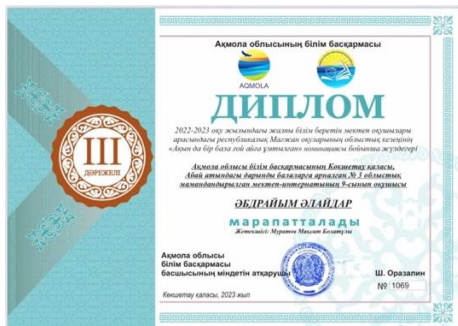 Ақмола облысының білім басқармасы
AQMOLA
ДИПЛОМ
III
ДӘРЕЖЕЛІ
2022-2023 оқу жылындағы жалпы білім беретін мектеп оқушылары
арасындағы республикалық Мағжан оқуларының облыстық кезеңінің
«Ақын да бір бала ғой айға ұмтылған» номинациясы бойынша жүлдегері
Ақмола облысы білім басқармасының Көкшетау қаласы,
Абай атындағы дарынды балаларға арналған № 3 облыстық
мамандандырылған мектеп-интернатының 9-сынып оқушысы
ӘБДРАЙЫМ ӘЛАЙДАР
марапатталады
Жетекшісі: Муратов Мақсат Болатұлы
Ақмола облысы
білім басқармасы
басшысының міндетін атқарушы
Ш. Оразалин
№ 1069
Көкшетау қаласы, 2023 жыл